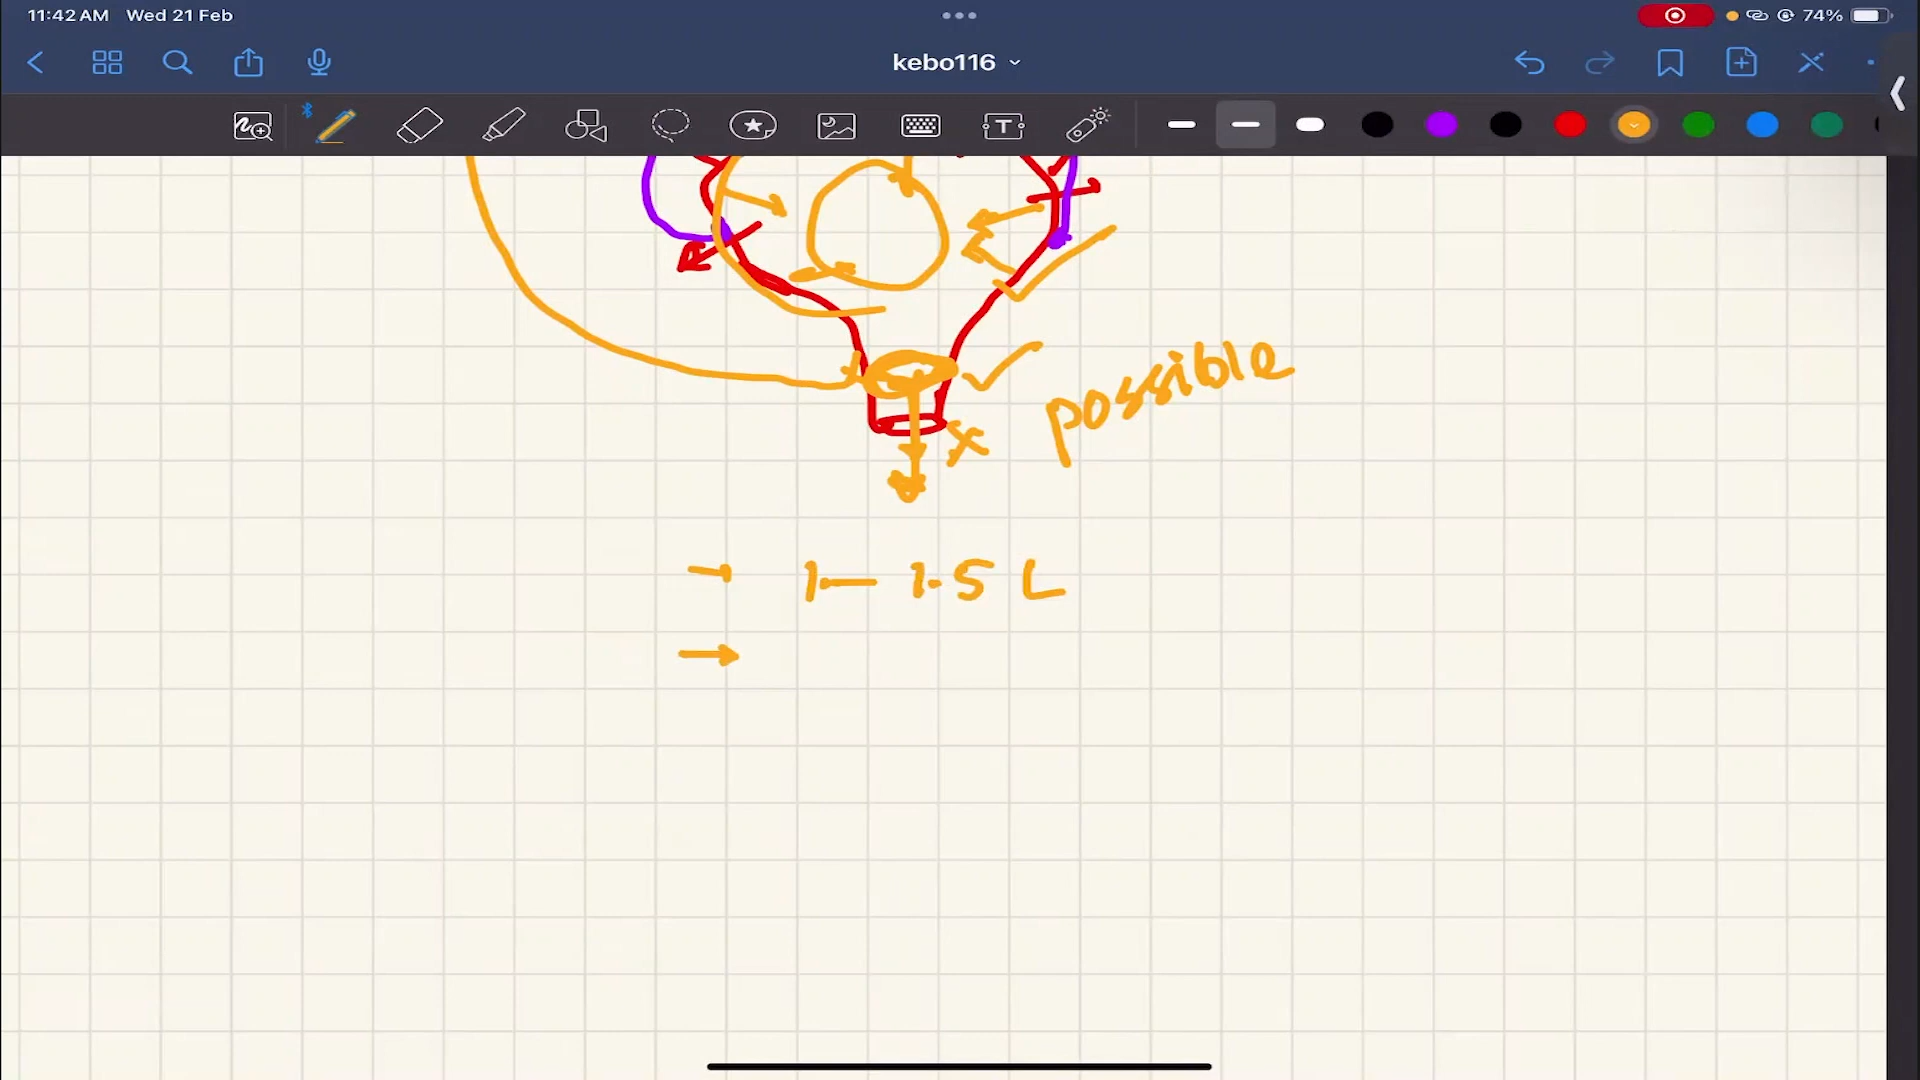 11:42 AM Wed 21 Feb 74%
kebo116
T
possible
x
→ 1 — 1.5 L
→